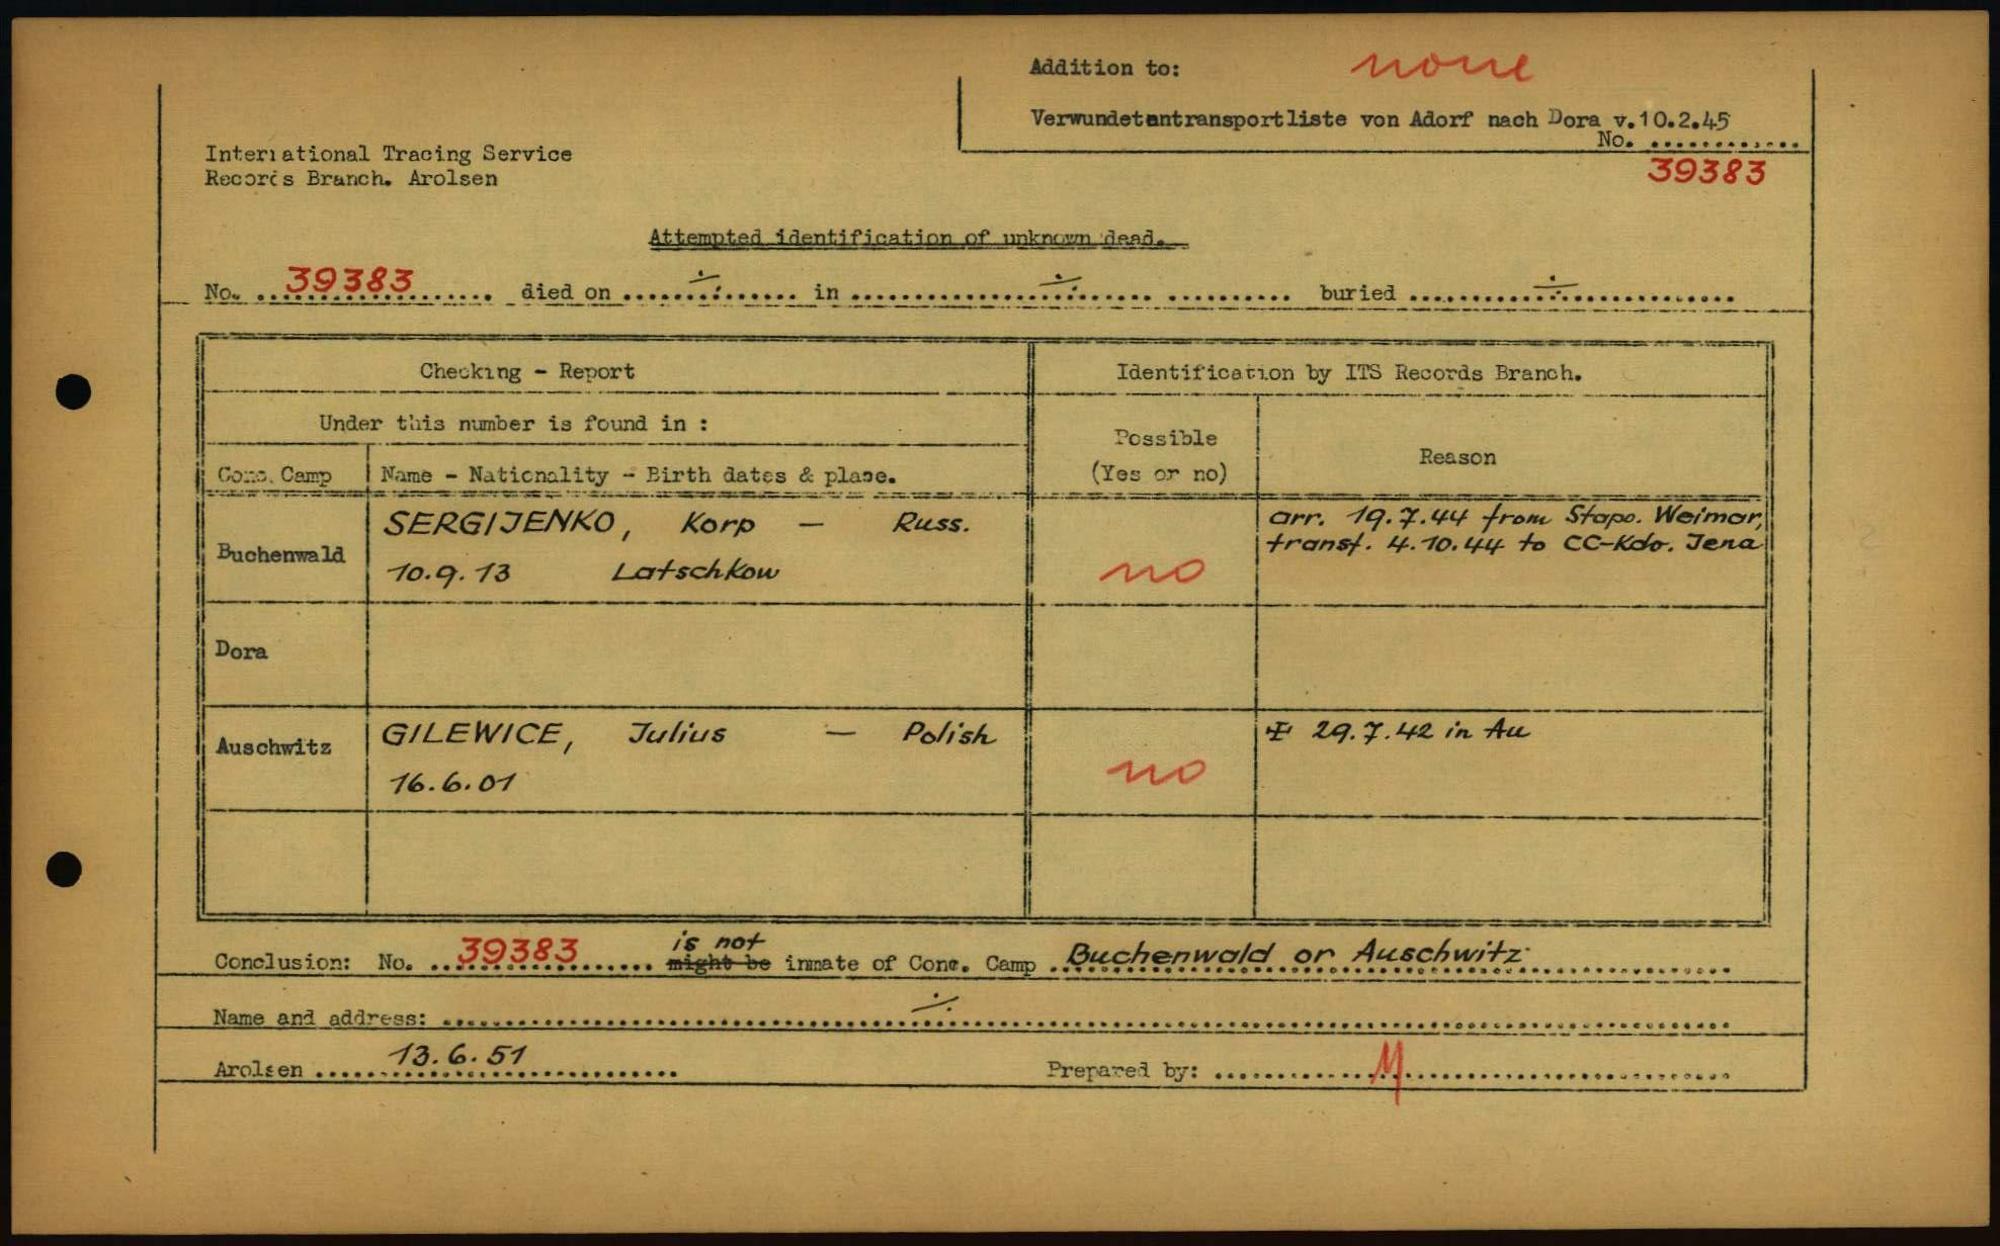 Addition to: none
Verwundetentransportliste von Adorf nach Dora v.10.2.45
No. ............
39383
International Tracing Service
Records Branch. Arolsen
Attempted identification of unknown dead.
No. 39383 died on ÷ in ÷ buried ÷
Checking - Report
Identification by ITS Records Branch.
Under this number is found in :
Possible
(Yes or no)
Reason
Conc. Camp
Name - Nationality - Birth dates & place.
Buchenwald
SERGIJENKO, Korp — Russ.
10.9.13 Latschkow
no
arr. 19.7.44 from Stapo. Weimar,
transf. 4.10.44 to CC-Kdo. Jena
Dora
Auschwitz
GILEWICE, Julius — Polish
16.6.01
no
29.7.42 in Au
Conclusion: No. 39383 is not might be inmate of Conc. Camp Buchenwald or Auschwitz
Name and address: ÷
Arolsen 13.6.51
Prepared by: M